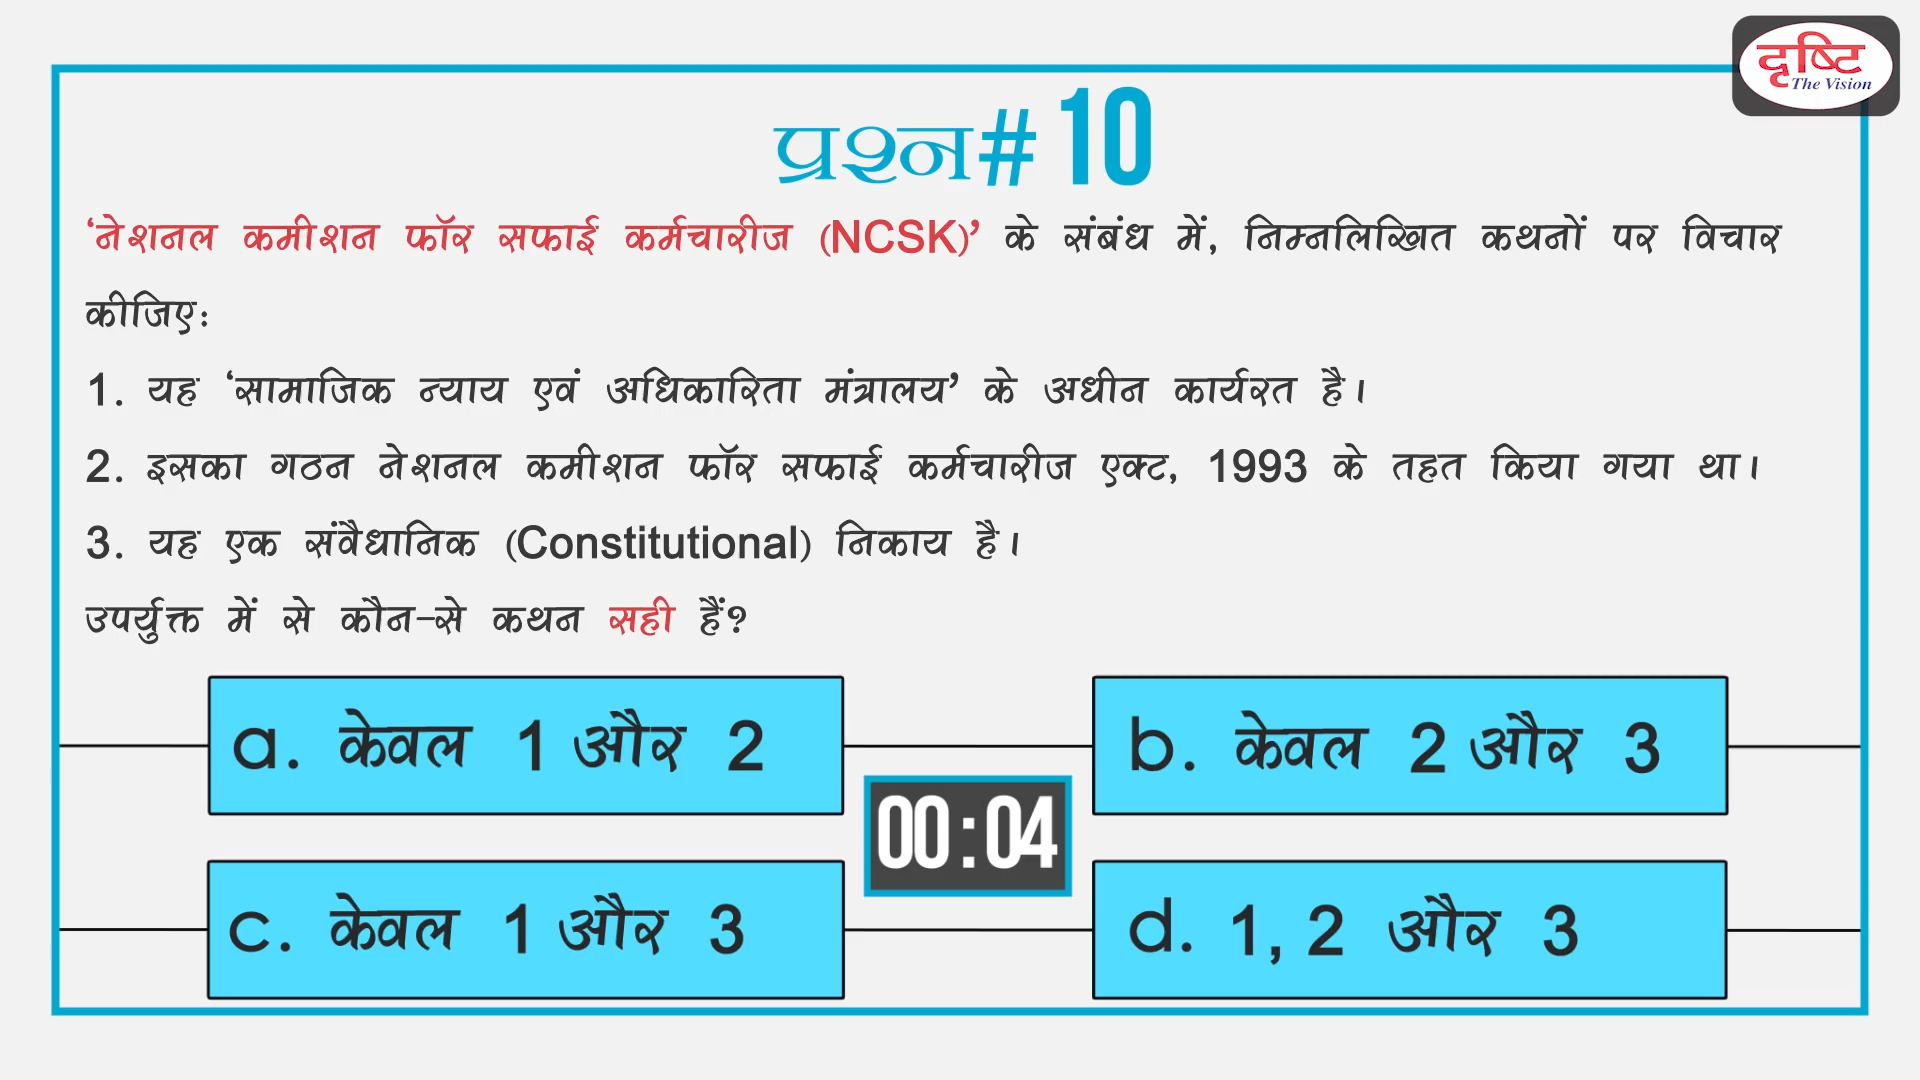 दृष्टि
The Vision
प्रश्न# 10
‘नेशनल कमीशन फॉर सफाई कर्मचारीज (NCSK)’ के संबंध में, निम्नलिखित कथनों पर विचार
कीजिए:
1. यह ‘सामाजिक न्याय एवं अधिकारिता मंत्रालय’ के अधीन कार्यरत है।
2. इसका गठन नेशनल कमीशन फॉर सफाई कर्मचारीज एक्ट, 1993 के तहत किया गया था।
3. यह एक संवैधानिक (Constitutional) निकाय है।
उपर्युक्त में से कौन-से कथन सही हैं?
a. केवल 1 और 2
b. केवल 2 और 3
00:04
c. केवल 1 और 3
d. 1, 2 और 3